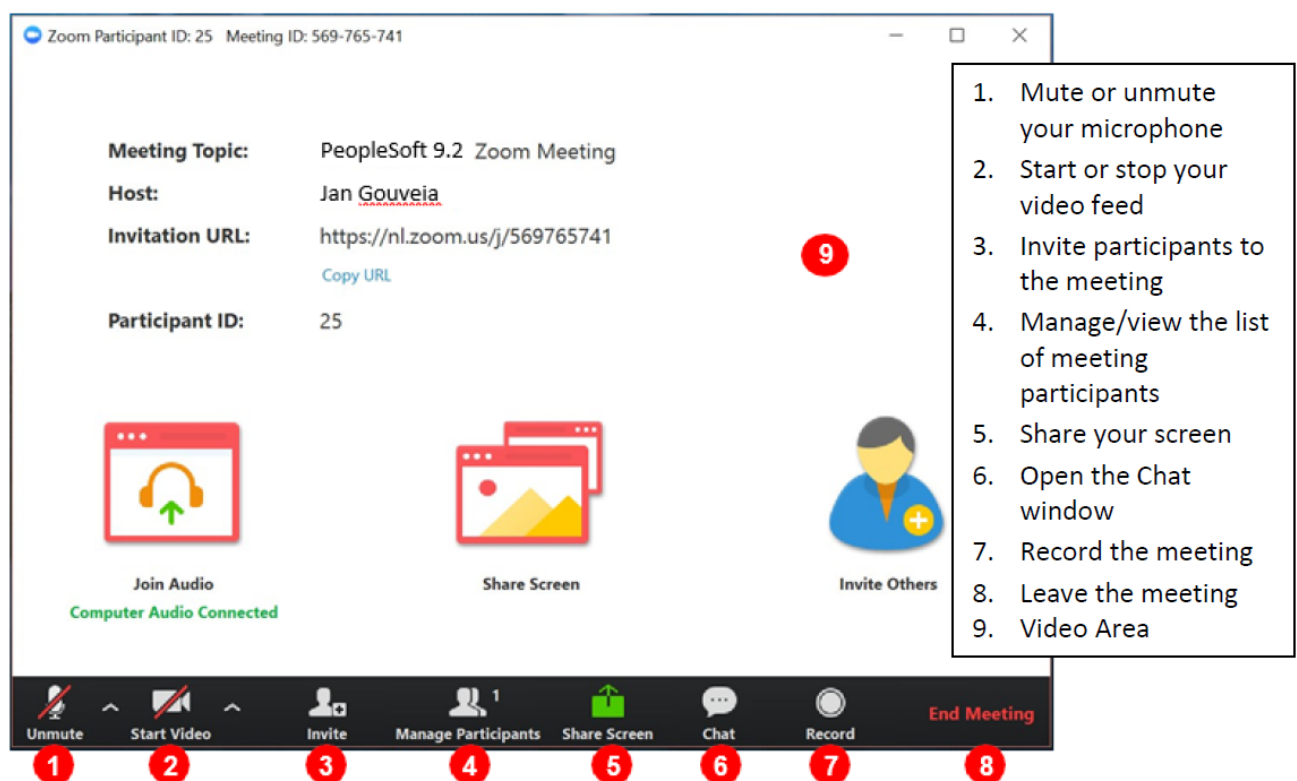 Zoom Participant ID: 25 Meeting ID: 569-765-741
Meeting Topic: PeopleSoft 9.2 Zoom Meeting
Host: Jan Gouveia
Invitation URL: https://nl.zoom.us/j/569765741
Copy URL
Participant ID: 25
9
Join Audio
Computer Audio Connected
Share Screen
Invite Others
1. Mute or unmute
your microphone
2. Start or stop your
video feed
3. Invite participants to
the meeting
4. Manage/view the list
of meeting
participants
5. Share your screen
6. Open the Chat
window
7. Record the meeting
8. Leave the meeting
9. Video Area
1
Unmute Start Video Invite Manage Participants Share Screen Chat Record End Meeting
1 2 3 4 5 6 7 8